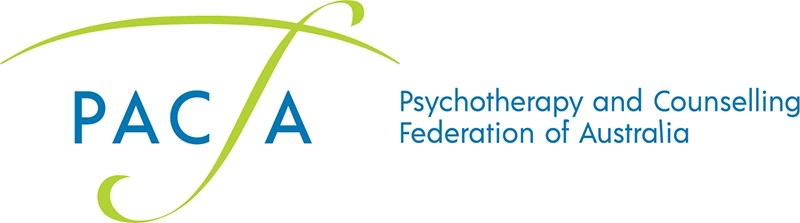 PACfA
Psychotherapy and Counselling
Federation of Australia